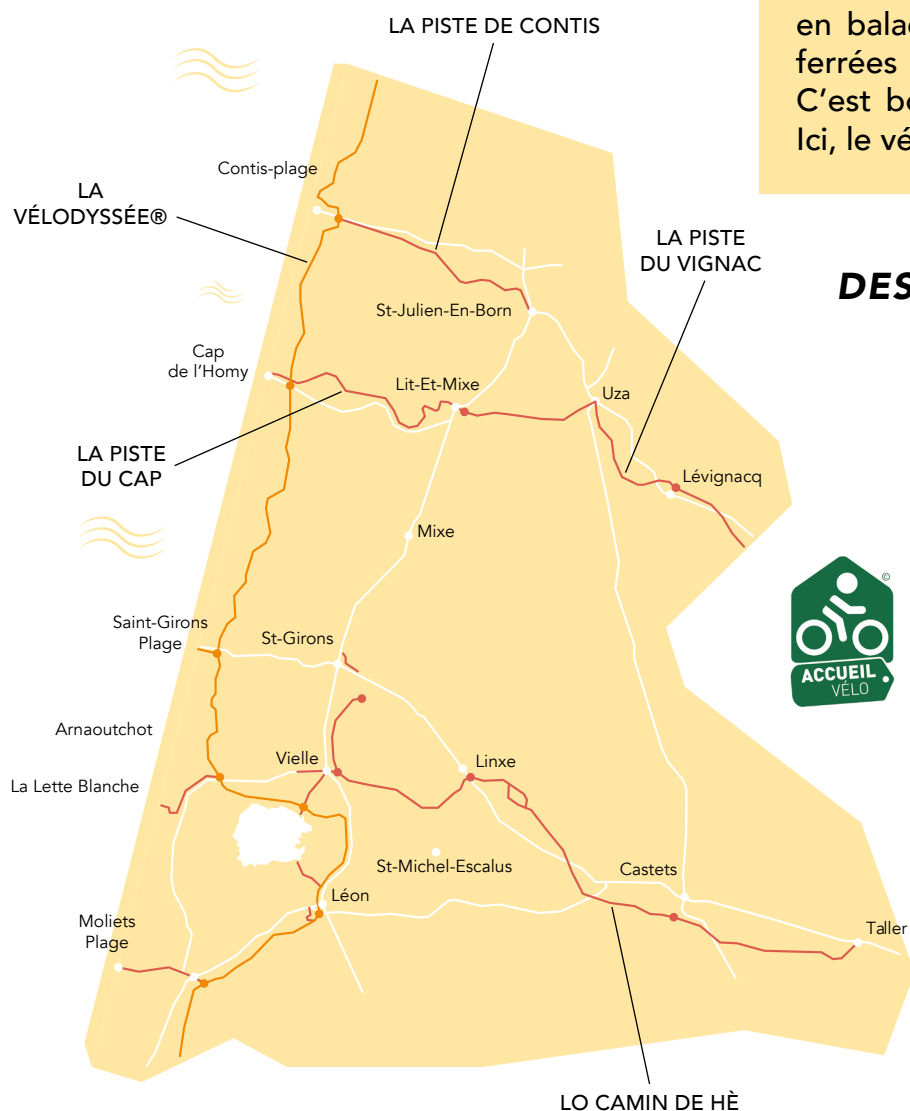 LA PISTE DE CONTIS
en balad
ferrées
C'est bo
Ici, le vé
Contis-plage
LA
VÉLODYSSÉE®
LA PISTE
DU VIGNAC
DES
St-Julien-En-Born
Cap
de l'Homy
Lit-Et-Mixe
Uza
LA PISTE
DU CAP
Lévignacq
Mixe
©
ACCUEIL
VÉLO
Saint-Girons
Plage
St-Girons
Arnaoutchot
Vielle
Linxe
La Lette Blanche
St-Michel-Escalus
Castets
Léon
Moliets
Plage
Taller
LO CAMIN DE HÈ